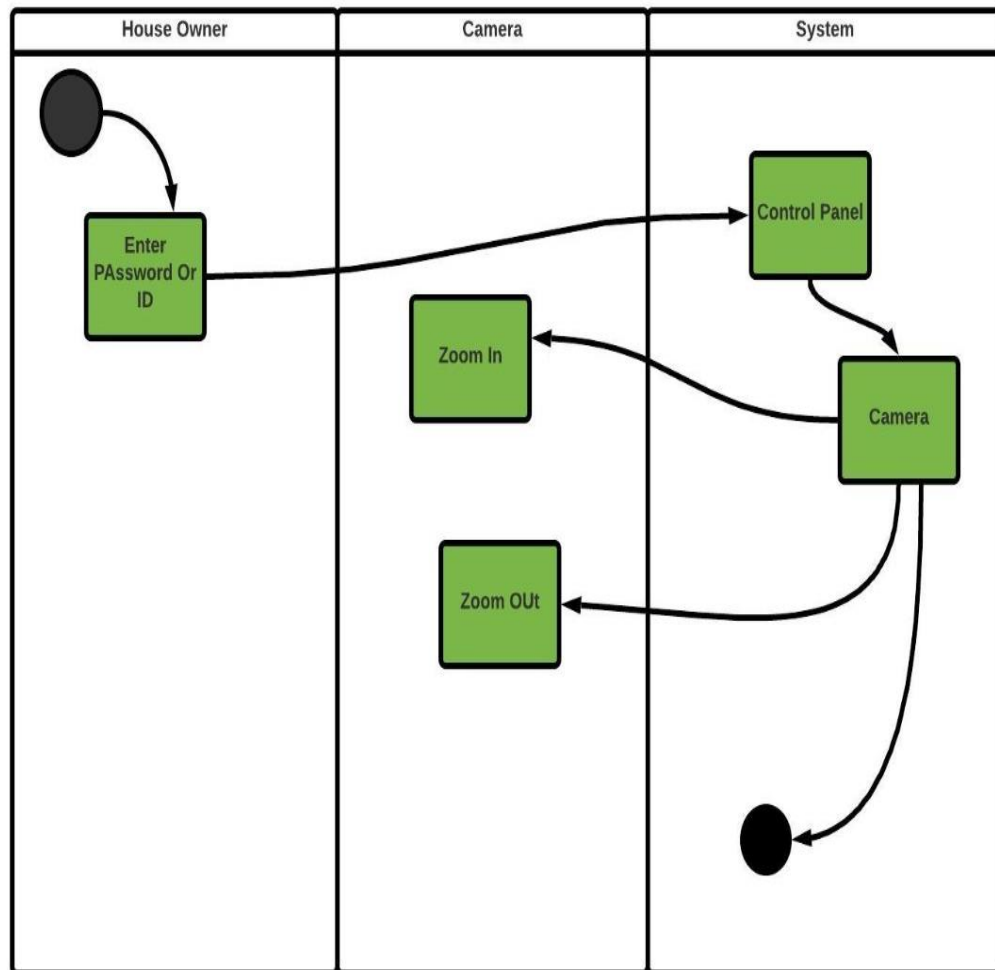 House Owner
Camera
System
Enter
PAssword Or
ID
Control Panel
Zoom In
Camera
Zoom OUt